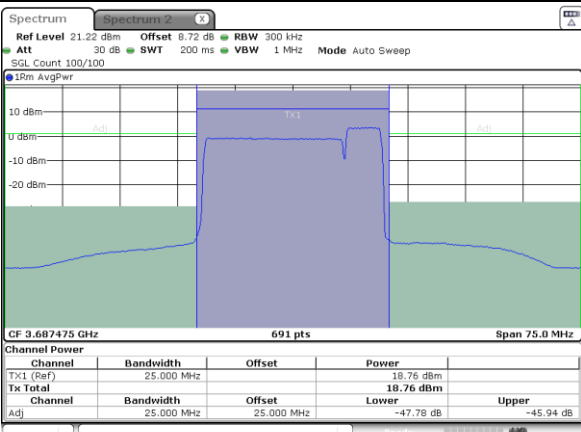 Spectrum Spectrum 2 X
Ref Level 21.22 dBm Offset 8.72 dB RBW 300 kHz
Att 30 dB SWT 200 ms VBW 1 MHz Mode Auto Sweep
SGL Count 100/100
1Rm AvgPwr
10 dBm
TX1
Adj Adj
0 dBm
-10 dBm
-20 dBm
CF 3.687475 GHz 691 pts Span 75.0 MHz
Channel Power
Channel Bandwidth Offset Power
TX1 (Ref) 25.000 MHz 18.76 dBm
Tx Total 18.76 dBm
Channel Bandwidth Offset Lower Upper
Adj 25.000 MHz 25.000 MHz -47.78 dB -45.94 dB